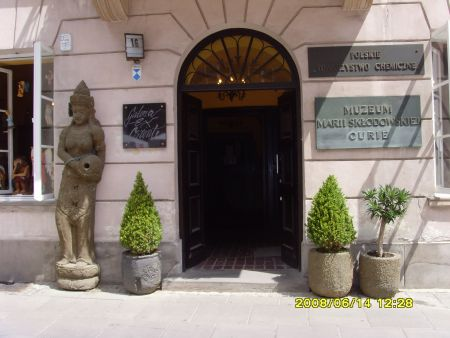 16
POLSKIE
TOWARZYSTWO CHEMICZNE
MUZEUM
MARII SKŁODOWSKIEJ
CURIE
2008/06/14 12:28